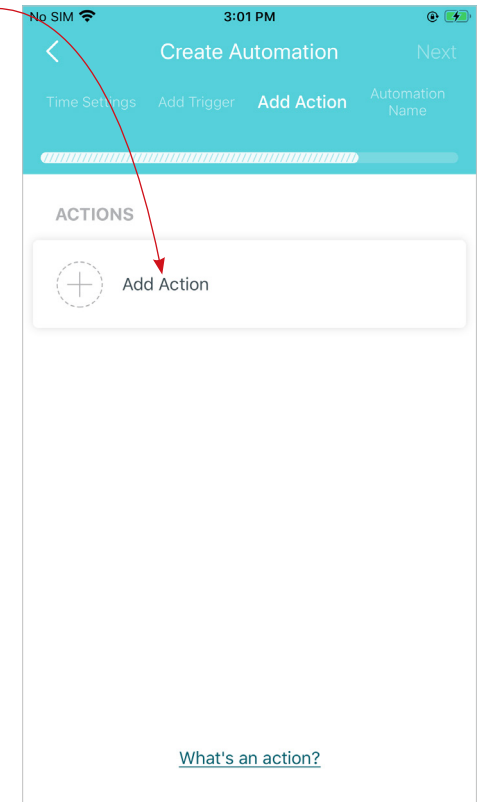 No SIM 3:01 PM
Create Automation Next
Time Settings Add Trigger Add Action Automation
Name
ACTIONS
Add Action
What's an action?